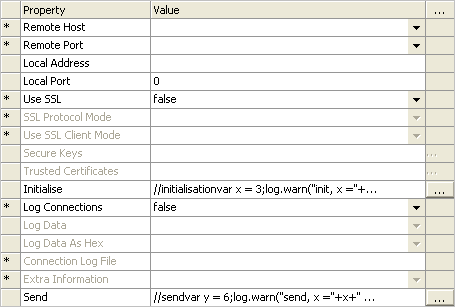 Property Value ...
* Remote Host
* Remote Port
Local Address
Local Port 0
* Use SSL false
* SSL Protocol Mode
* Use SSL Client Mode
Secure Keys ...
Trusted Certificates ...
Initialise //initialisationvar x = 3;log.warn("init, x ="+... ...
* Log Connections false
Log Data
Log Data As Hex
* Connection Log File
* Extra Information
Send //sendvar y = 6;log.warn("send, x ="+x+" ... ...